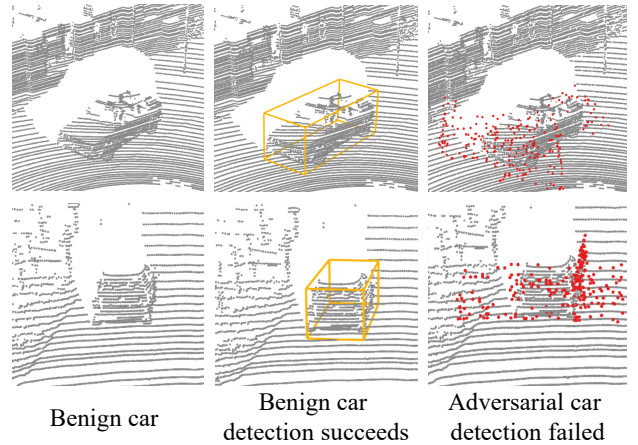 Benign car
Benign car
detection succeeds
Adversarial car
detection failed